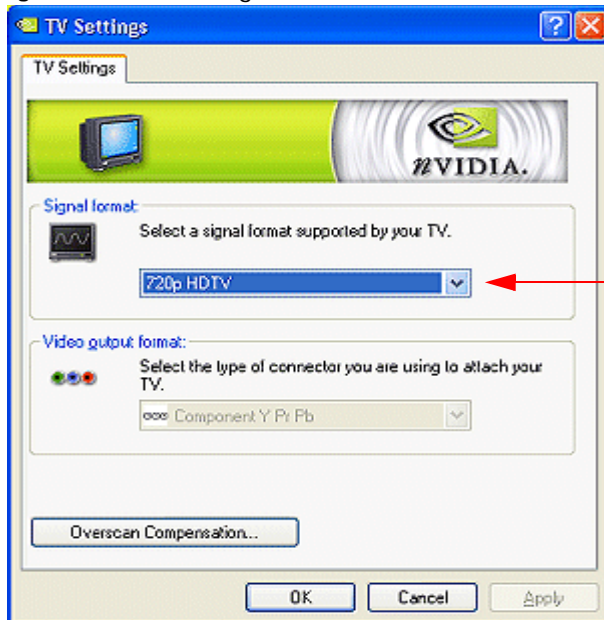 TV Settings
TV Settings
NVIDIA.
Signal format:
Select a signal format supported by your TV.
720p HDTV
Video output format:
Select the type of connector you are using to attach your
TV.
Component Y Pr Pb
Overscan Compensation...
OK Cancel Apply